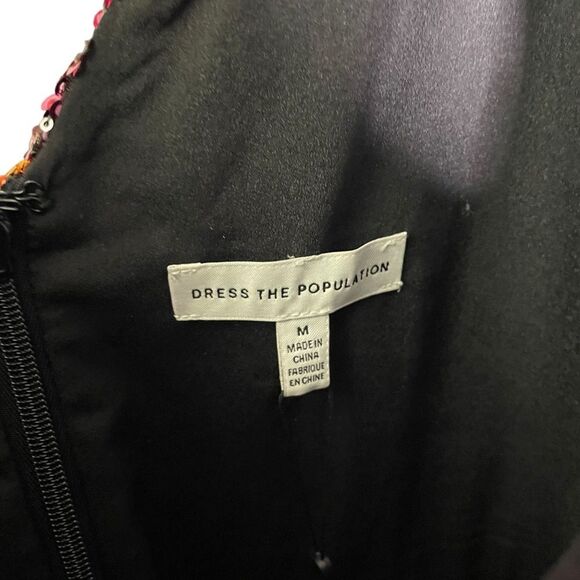 DRESS THE POPULATION
M
MADE IN
CHINA
FABRIQUE
EN CHINE